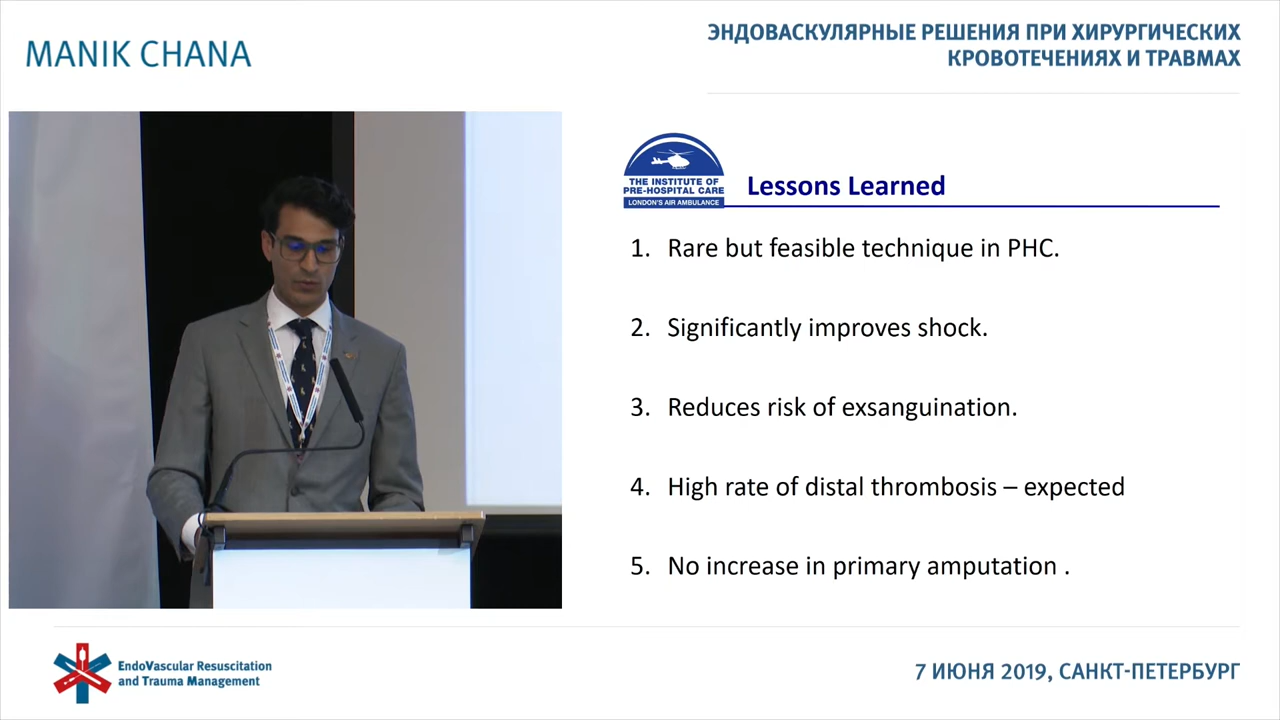 MANIK CHANA
ЭНДОВАСКУЛЯРНЫЕ РЕШЕНИЯ ПРИ ХИРУРГИЧЕСКИХ
КРОВОТЕЧЕНИЯХ И ТРАВМАХ
THE INSTITUTE OF
PRE-HOSPITAL CARE
LONDON'S AIR AMBULANCE
Lessons Learned
1. Rare but feasible technique in PHC.
2. Significantly improves shock.
3. Reduces risk of exsanguination.
4. High rate of distal thrombosis – expected
5. No increase in primary amputation .
EndoVascular Resuscitation
and Trauma Management
7 ИЮНЯ 2019, САНКТ-ПЕТЕРБУРГ